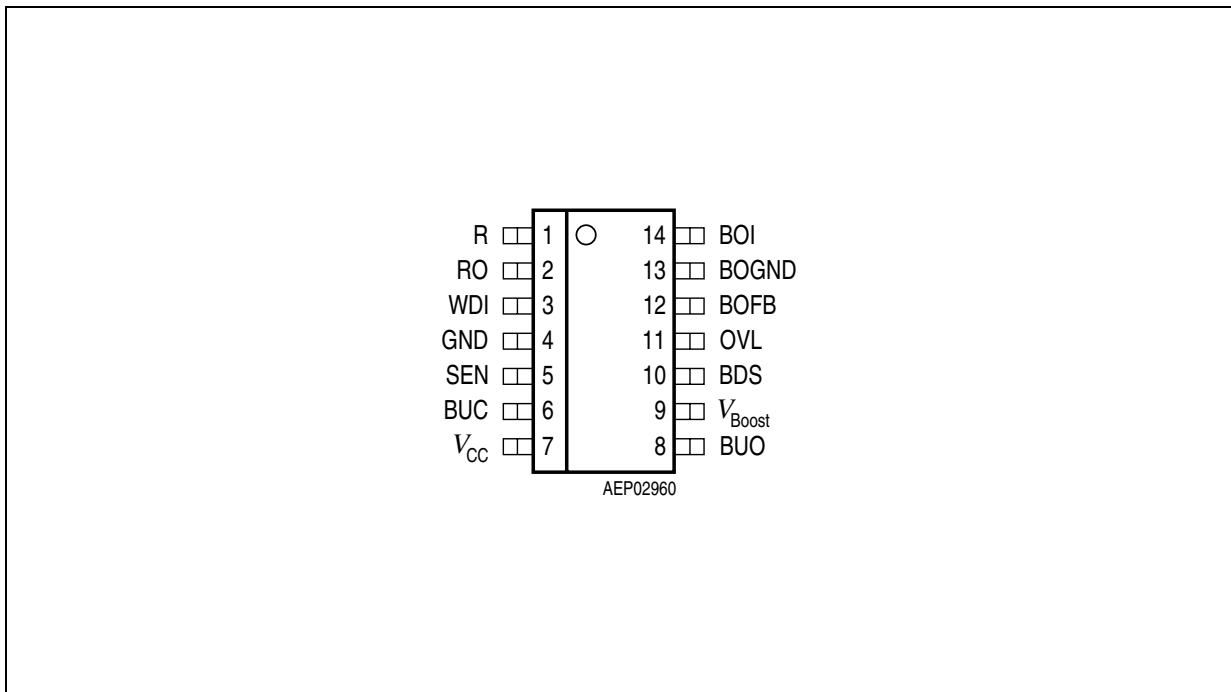 R 1 14 BOI
RO 2 13 BOGND
WDI 3 12 BOFB
GND 4 11 OVL
SEN 5 10 BDS
BUC 6 9 VBoost
VCC 7 8 BUO
AEP02960